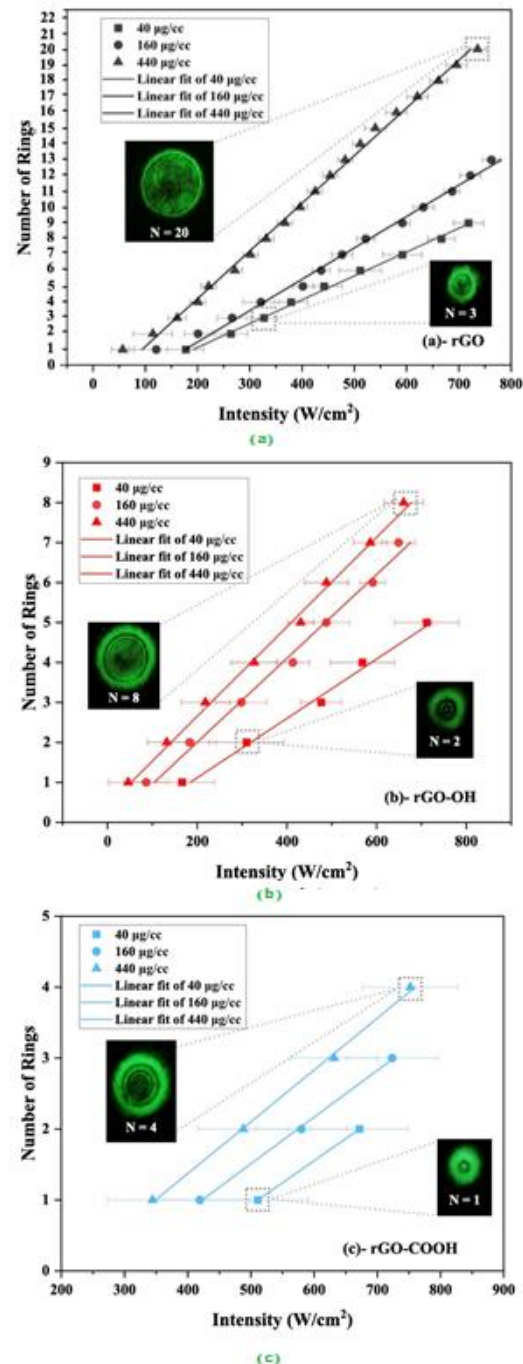 22
21
20
19
18
17
16
15
14
13
12
11
10
9
8
7
6
5
4
3
2
1
0
Number of Rings
40 µg/cc
160 µg/cc
440 µg/cc
Linear fit of 40 µg/cc
Linear fit of 160 µg/cc
Linear fit of 440 µg/cc
N = 20
N = 3
(a)- rGO
0 100 200 300 400 500 600 700 800
Intensity (W/cm²)
(a)
9
8
7
6
5
4
3
2
1
0
Number of Rings
40 µg/cc
160 µg/cc
440 µg/cc
Linear fit of 40 µg/cc
Linear fit of 160 µg/cc
Linear fit of 440 µg/cc
N = 8
N = 2
(b)- rGO-OH
0 200 400 600 800
Intensity (W/cm²)
(b)
5
4
3
2
1
0
Number of Rings
40 µg/cc
160 µg/cc
440 µg/cc
Linear fit of 40 µg/cc
Linear fit of 160 µg/cc
Linear fit of 440 µg/cc
N = 4
N = 1
(c)- rGO-COOH
200 300 400 500 600 700 800 900
Intensity (W/cm²)
(c)